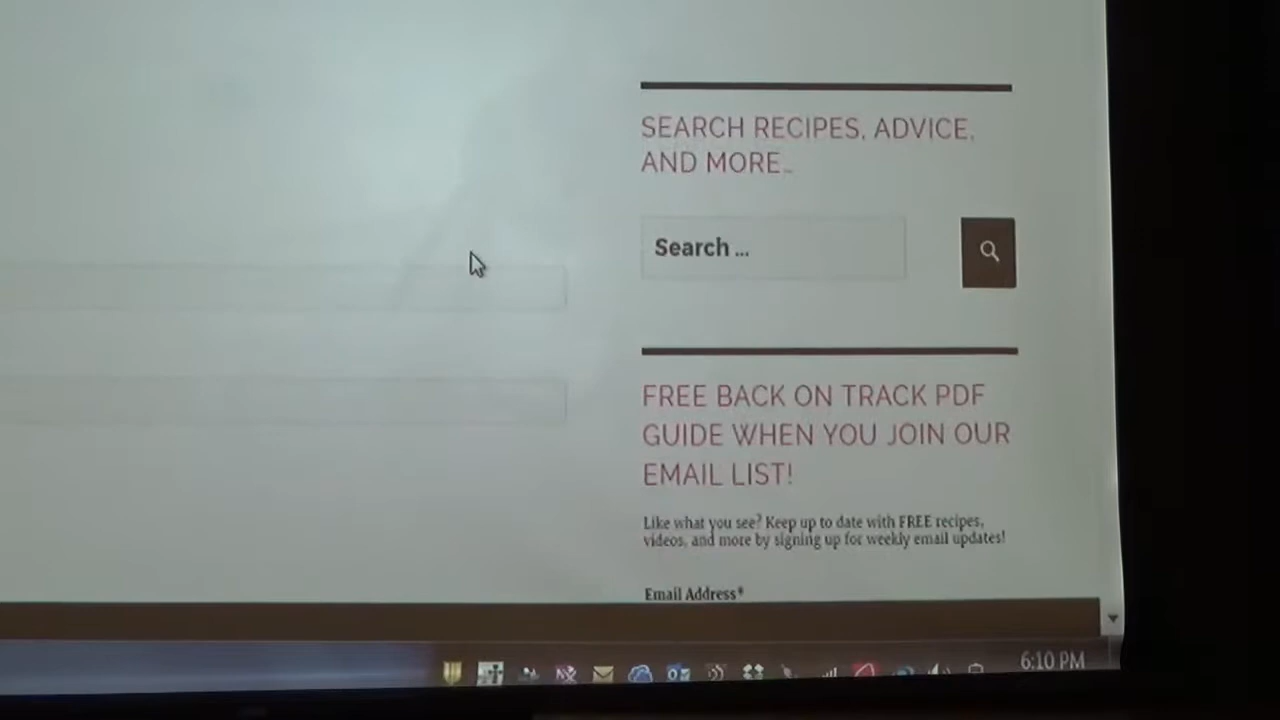 SEARCH RECIPES, ADVICE,
AND MORE...
Search ...
FREE BACK ON TRACK PDF
GUIDE WHEN YOU JOIN OUR
EMAIL LIST!
Like what you see? Keep up to date with FREE recipes,
videos, and more by signing up for weekly email updates!
Email Address*
6:10 PM